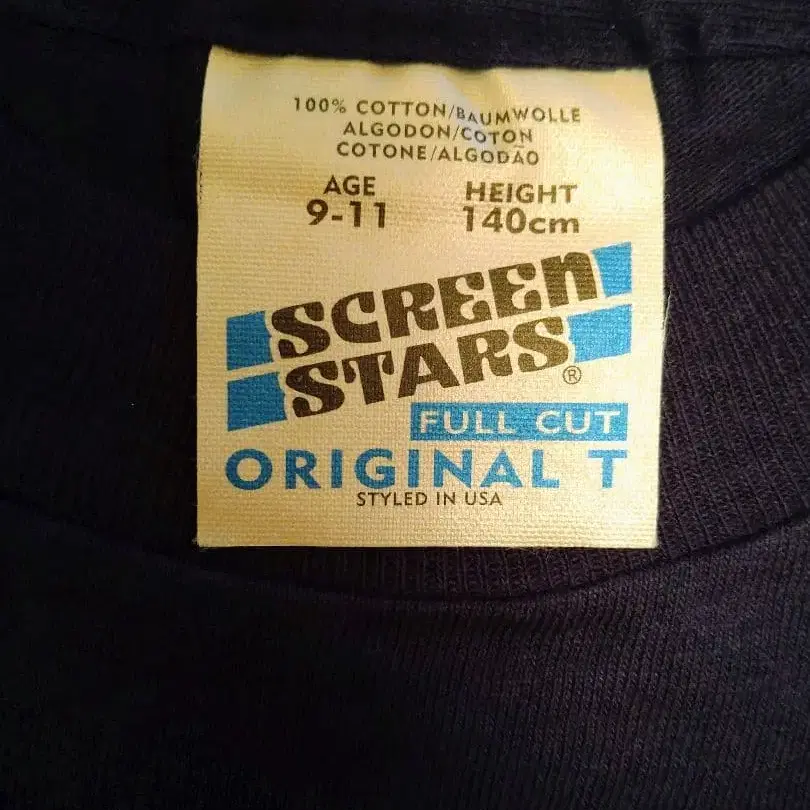 100% COTTON/BAUMWOLLE
ALGODON/COTON
COTONE/ALGODÃO
AGE HEIGHT
9-11 140cm
SCREEN
STARS®
FULL CUT
ORIGINAL T
STYLED IN USA